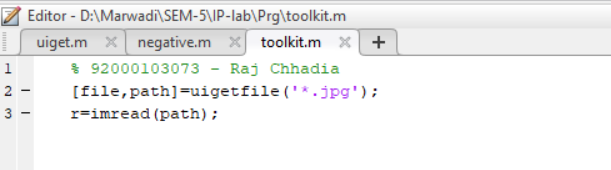 Editor - D:\Marwadi\SEM-5\IP-lab\Prg\toolkit.m
uiget.m × negative.m × toolkit.m × +
1 % 92000103073 - Raj Chhadia
2 - [file,path]=uigetfile('*.jpg');
3 - r=imread(path);